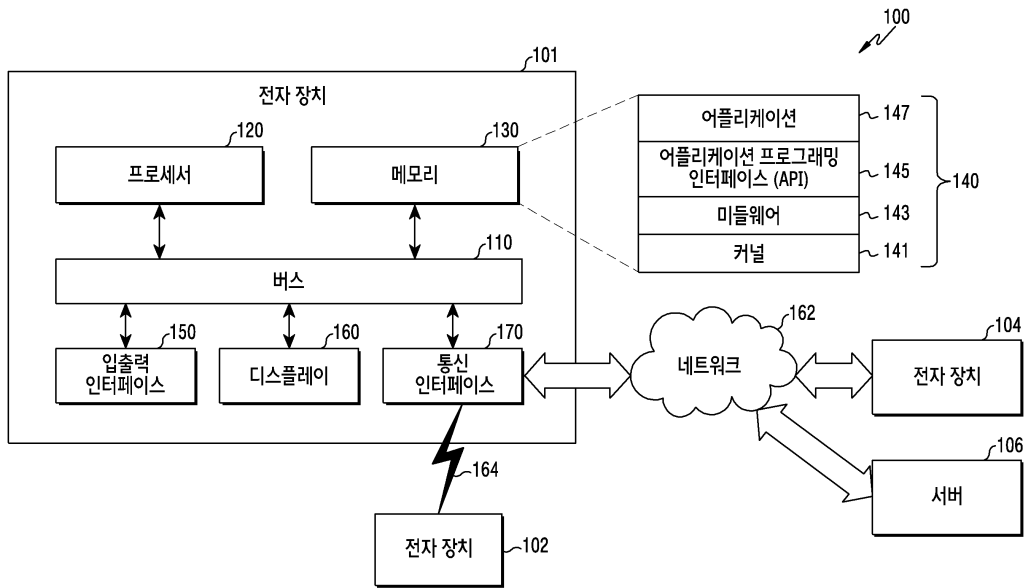 100
101
전자 장치
120
프로세서
130
메모리
어플리케이션
147
어플리케이션 프로그래밍
인터페이스 (API)
145
미들웨어
143
커널
141
140
110
버스
150
입출력
인터페이스
160
디스플레이
170
통신
인터페이스
162
네트워크
104
전자 장치
106
서버
164
전자 장치
102